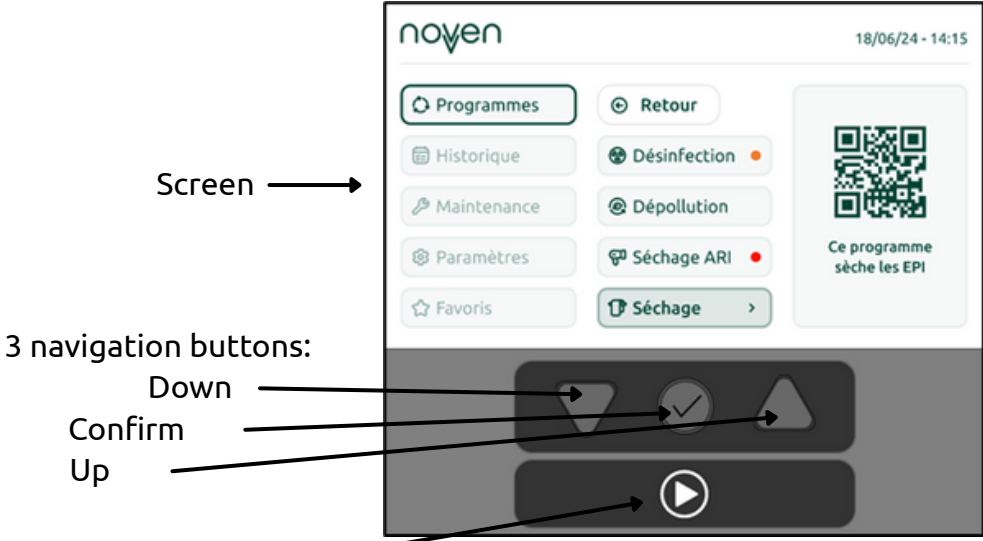 noven
18/06/24 - 14:15
Programmes
Historique
Maintenance
Paramètres
Favoris
Retour
Désinfection
Dépollution
Séchage ARI
Séchage
Ce programme
sèche les EPI
Screen
3 navigation buttons:
Down
Confirm
Up